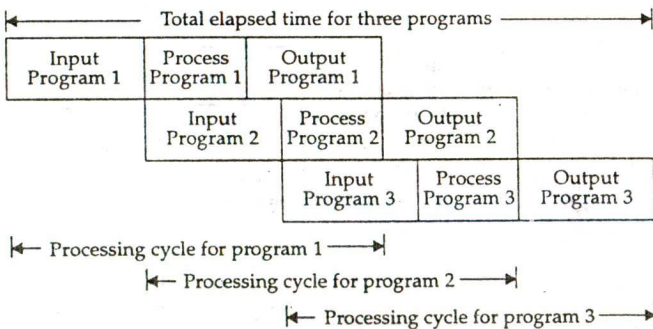 Total elapsed time for three programs
Input Process Output
Program 1 Program 1 Program 1
Input Process Output
Program 2 Program 2 Program 2
Input Process Output
Program 3 Program 3 Program 3
Processing cycle for program 1
Processing cycle for program 2
Processing cycle for program 3